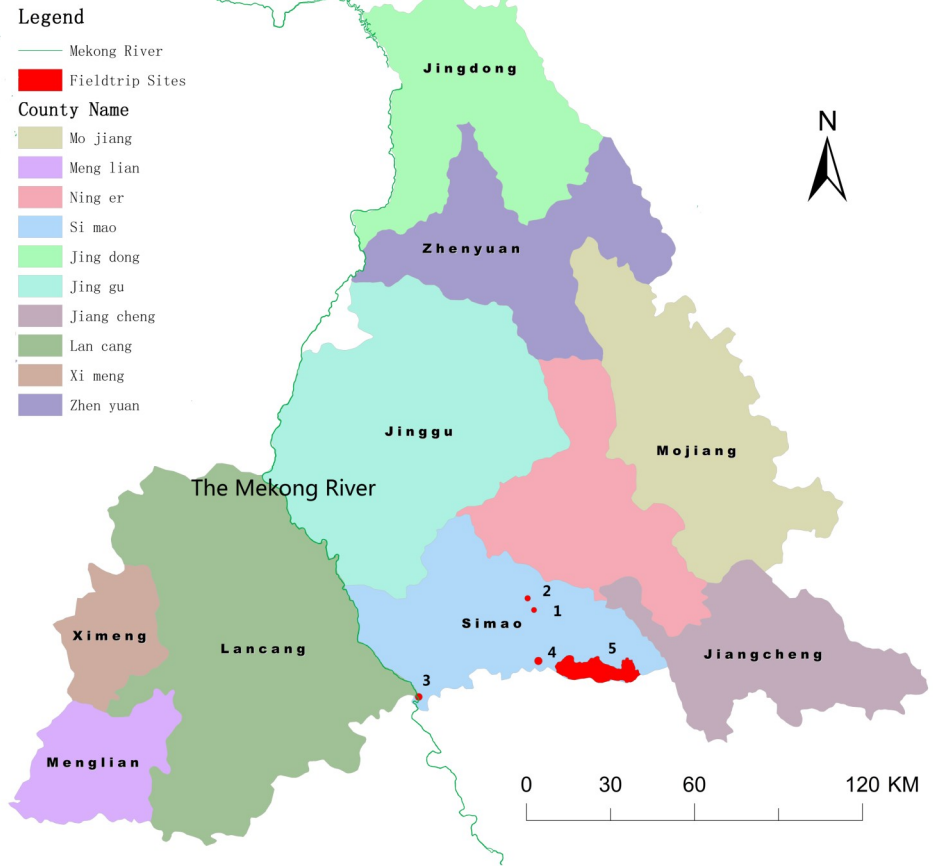 Legend
Mekong River
Fieldtrip Sites
County Name
Mo jiang
Meng lian
Ning er
Si mao
Jing dong
Jing gu
Jiang cheng
Lan cang
Xi meng
Zhen yuan
Jingdong
N
Zhenyuan
Jinggu
Mojiang
The Mekong River
2
1
Simao
Ximeng
Lancang
4
5
Jiangcheng
3
Menglian
0 30 60 120 KM